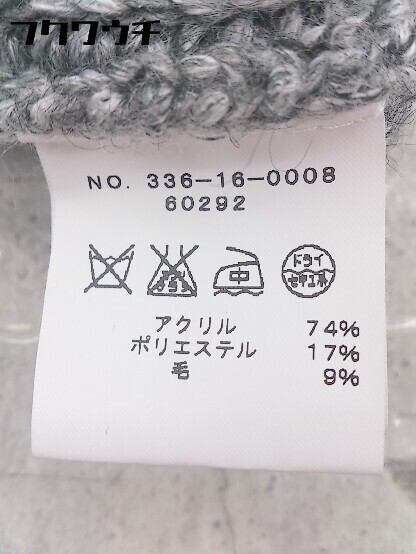 フクワウチ
NO. 336-16-0008
60292
中 ドライ
セキユ系
アクリル 74%
ポリエステル 17%
毛 9%